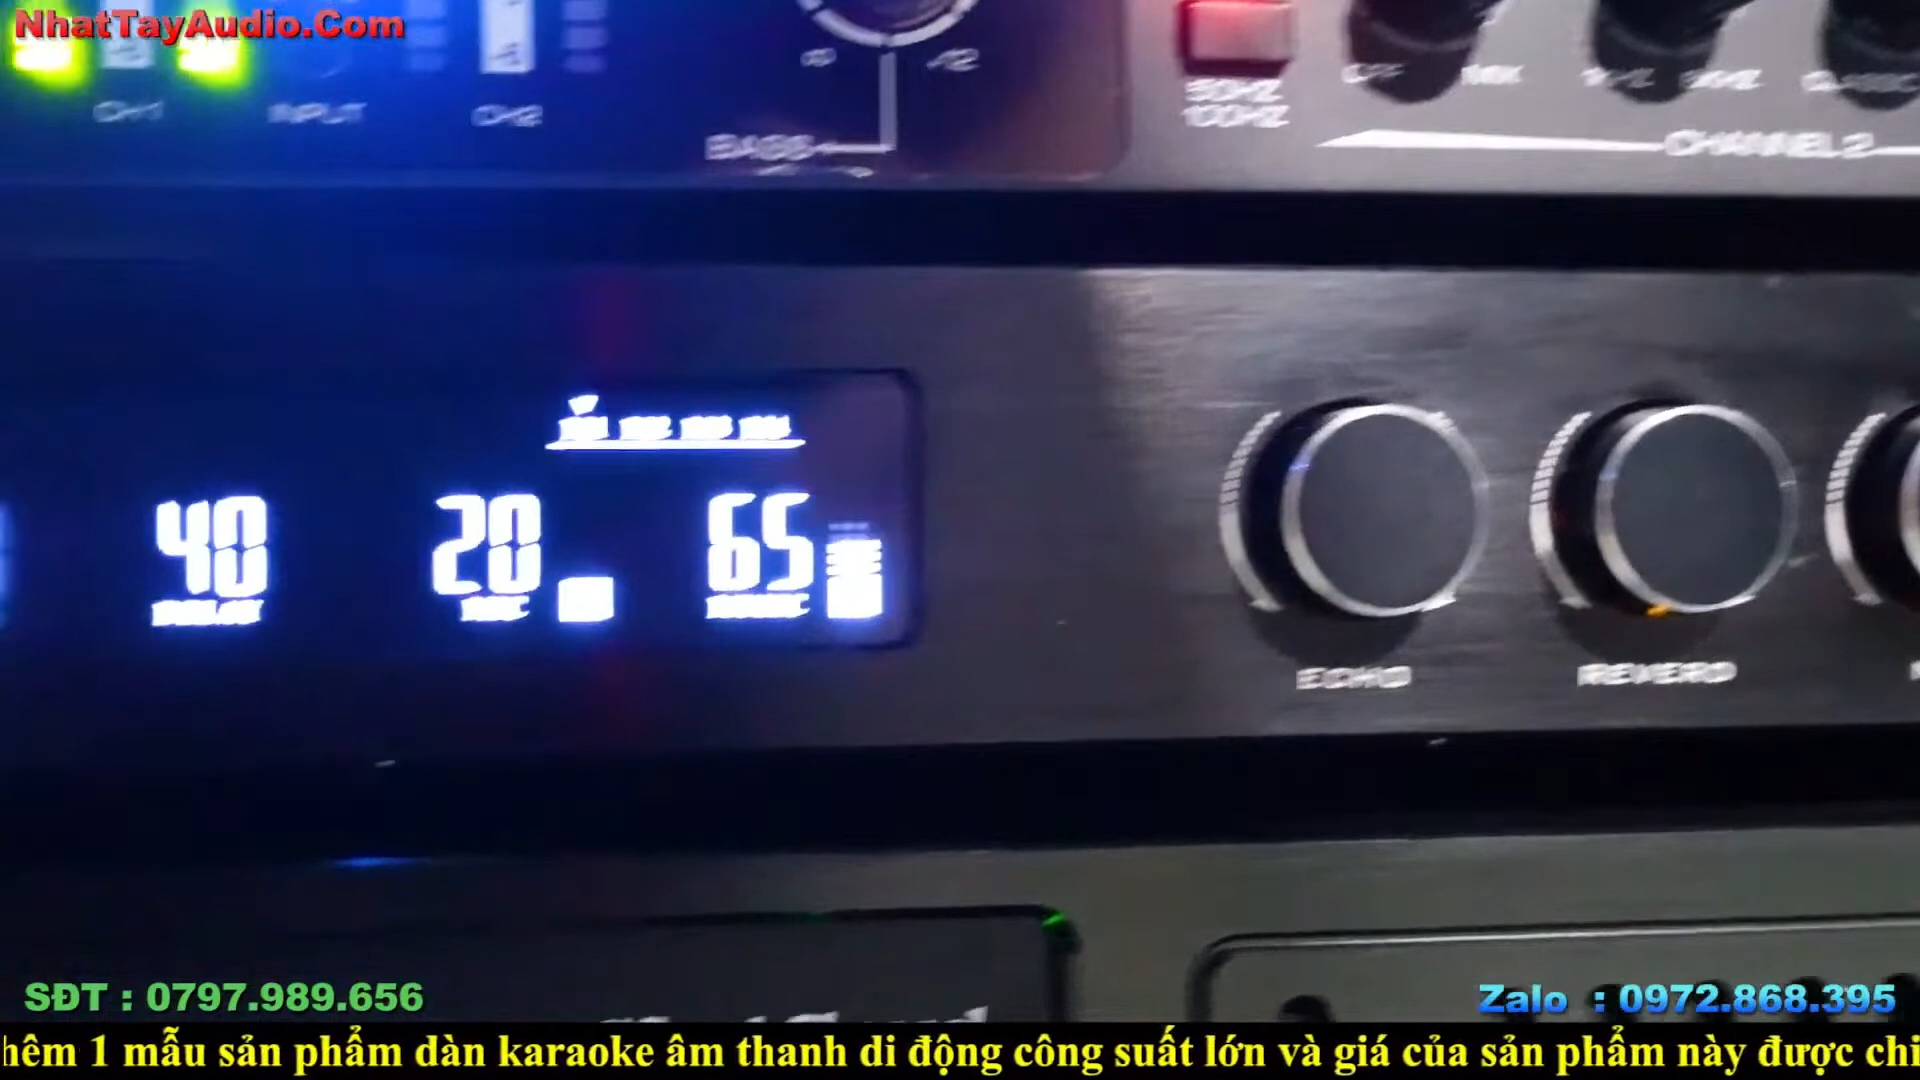 NhatTayAudio.Com
CH1 INPUT CH2
BASS
50HZ
100HZ
CHANNEL 2
40 20 65
ECHO REVERB
SĐT : 0797.989.656
Zalo : 0972.868.395
hêm 1 mẫu sản phẩm dàn karaoke âm thanh di động công suất lớn và giá của sản phẩm này được chi